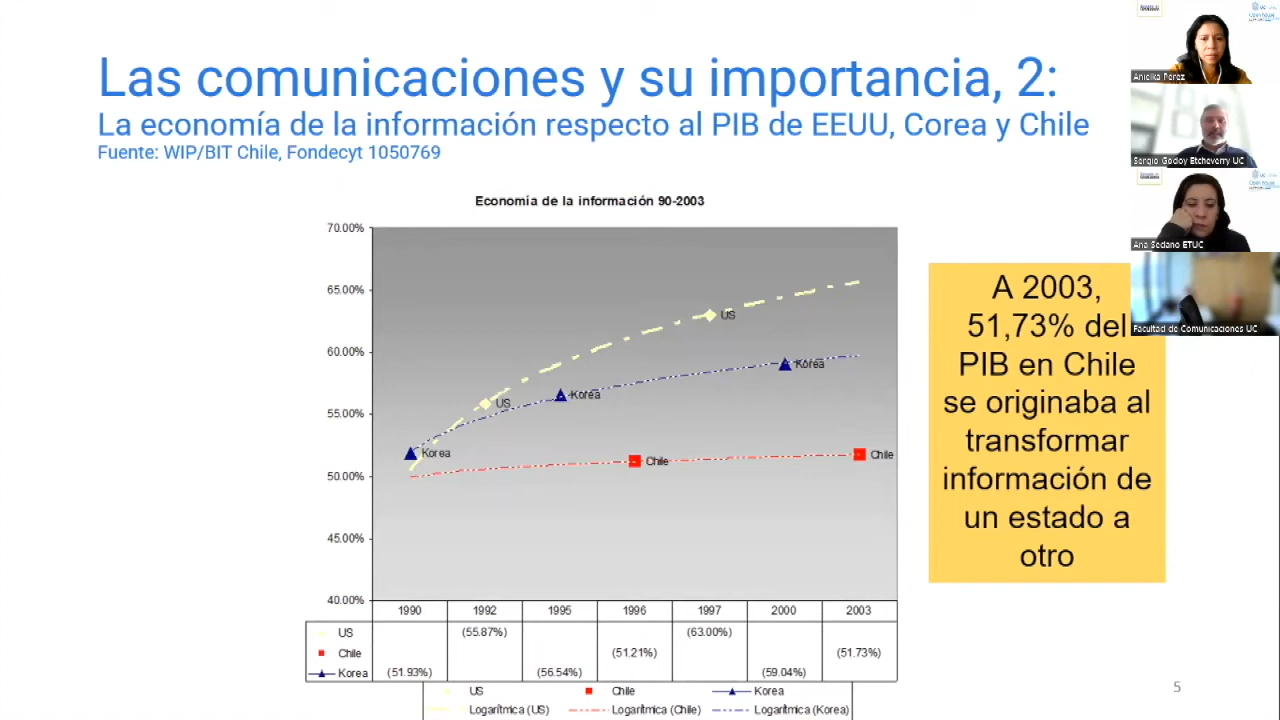 Las comunicaciones y su importancia, 2:
La economía de la información respecto al PIB de EEUU, Corea y Chile
Fuente: WIP/BIT Chile, Fondecyt 1050769
Economía de la información 90-2003
70.00%
65.00%
60.00%
55.00%
50.00%
45.00%
40.00%
US
US
Korea
Korea
Korea
Chile
Chile
1990 1992 1995 1996 1997 2000 2003
US (55.87%) (63.00%)
Chile (51.21%) (51.73%)
Korea (51.93%) (56.54%) (59.04%)
US Chile Korea
Logarítmica (US) Logarítmica (Chile) Logarítmica (Korea)
A 2003,
51,73% del
PIB en Chile
se originaba al
transformar
información de
un estado a
otro
5
Anielka Perez
Sergio Godoy Etcheverry UC
Ana Sedano ETUC
Facultad de Comunicaciones UC